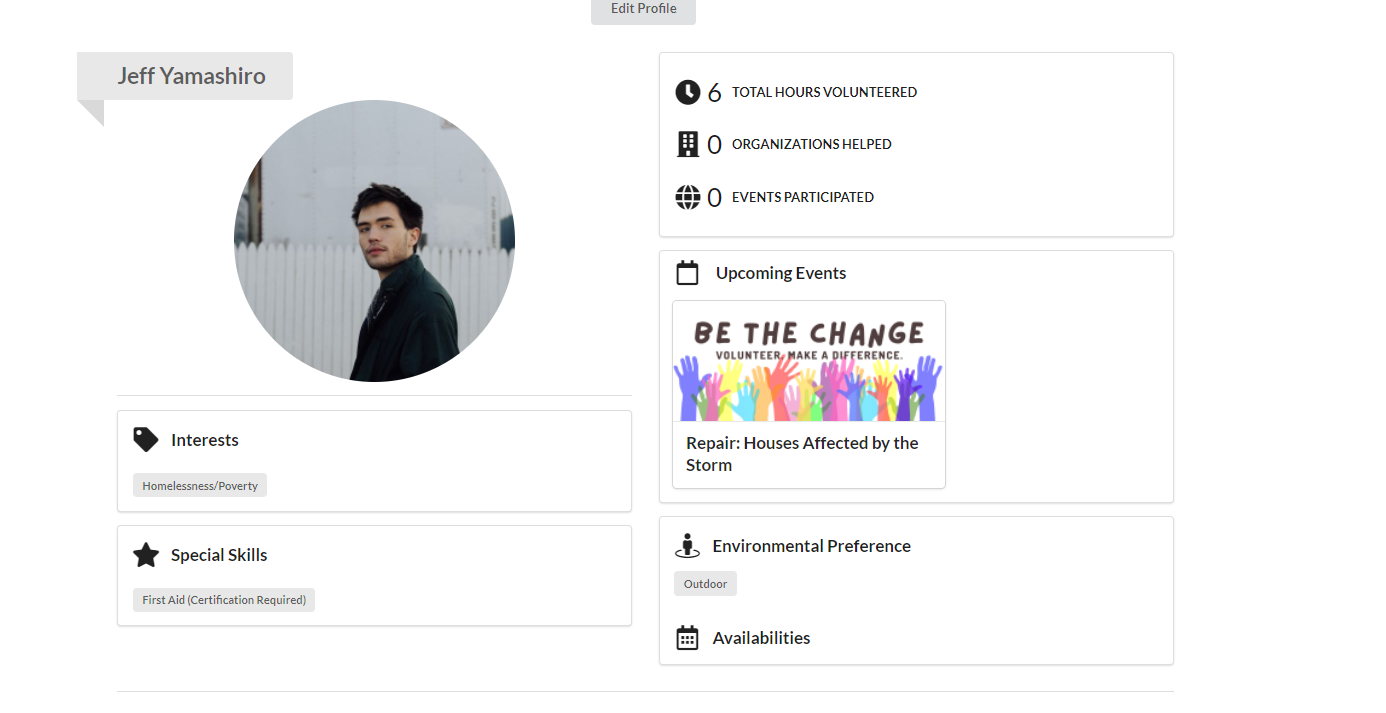 Edit Profile
Jeff Yamashiro
Interests
Homelessness/Poverty
Special Skills
First Aid (Certification Required)
6 TOTAL HOURS VOLUNTEERED
0 ORGANIZATIONS HELPED
0 EVENTS PARTICIPATED
Upcoming Events
BE THE CHANGE
VOLUNTEER, MAKE A DIFFERENCE.
Repair: Houses Affected by the
Storm
Environmental Preference
Outdoor
Availabilities